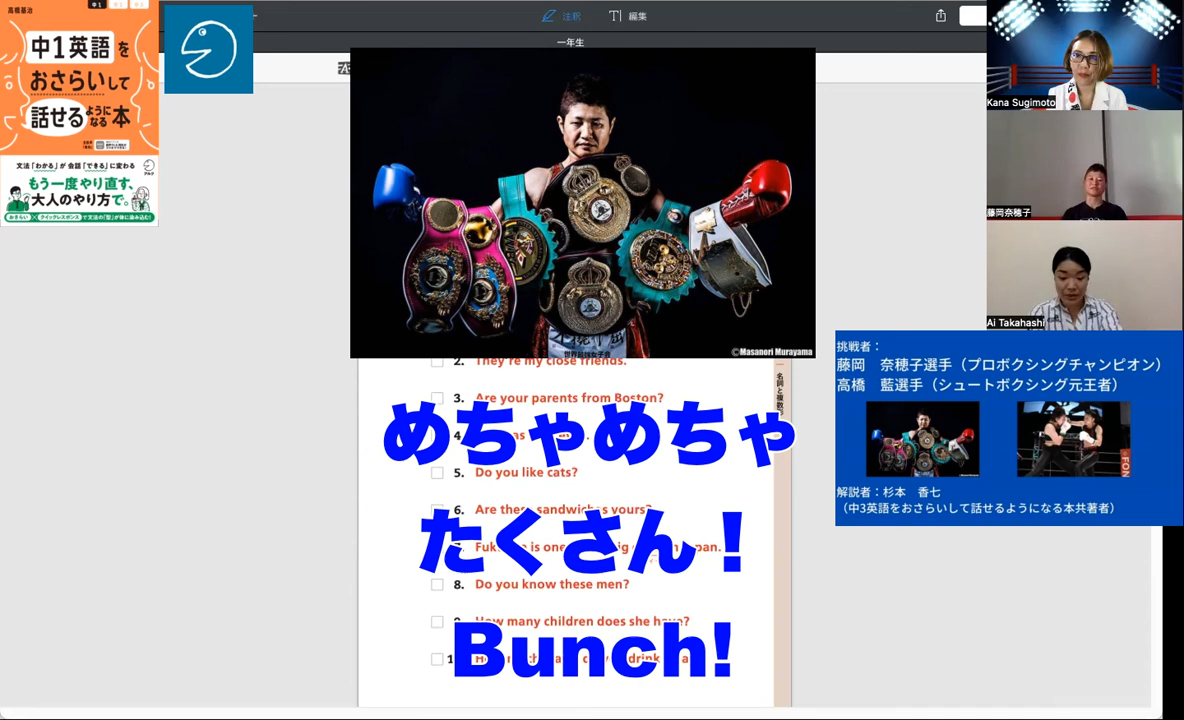 高橋基治
中1
中1英語を
おさらいして
話せるようになる本
アルク
文法「わかる」が 会話「できる」に変わる
もう一度やり直す、
大人のやり方で。
注釈
編集
一年生
世界最強女子会
©Masanori Murayama
2. They're my close friends.
3. Are your parents from Boston?
5. Do you like cats?
6. Are these sandwiches yours?
8. Do you know these men?
9. How many children does she have?
めちゃめちゃ
たくさん！
Bunch!
Kana Sugimoto
藤岡奈穂子
Ai Takahashi
挑戦者：
藤岡 奈穂子選手（プロボクシングチャンピオン）
高橋 藍選手（シュートボクシング元王者）
解説者：杉本 香七
（中3英語をおさらいして話せるようになる本共著者）